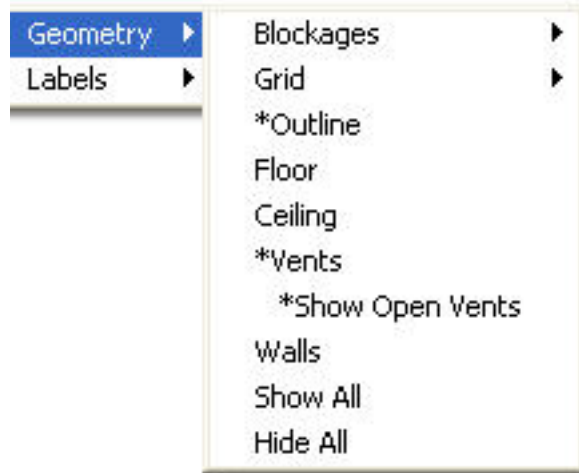 Geometry
Labels
Blockages
Grid
*Outline
Floor
Ceiling
*Vents
*Show Open Vents
Walls
Show All
Hide All